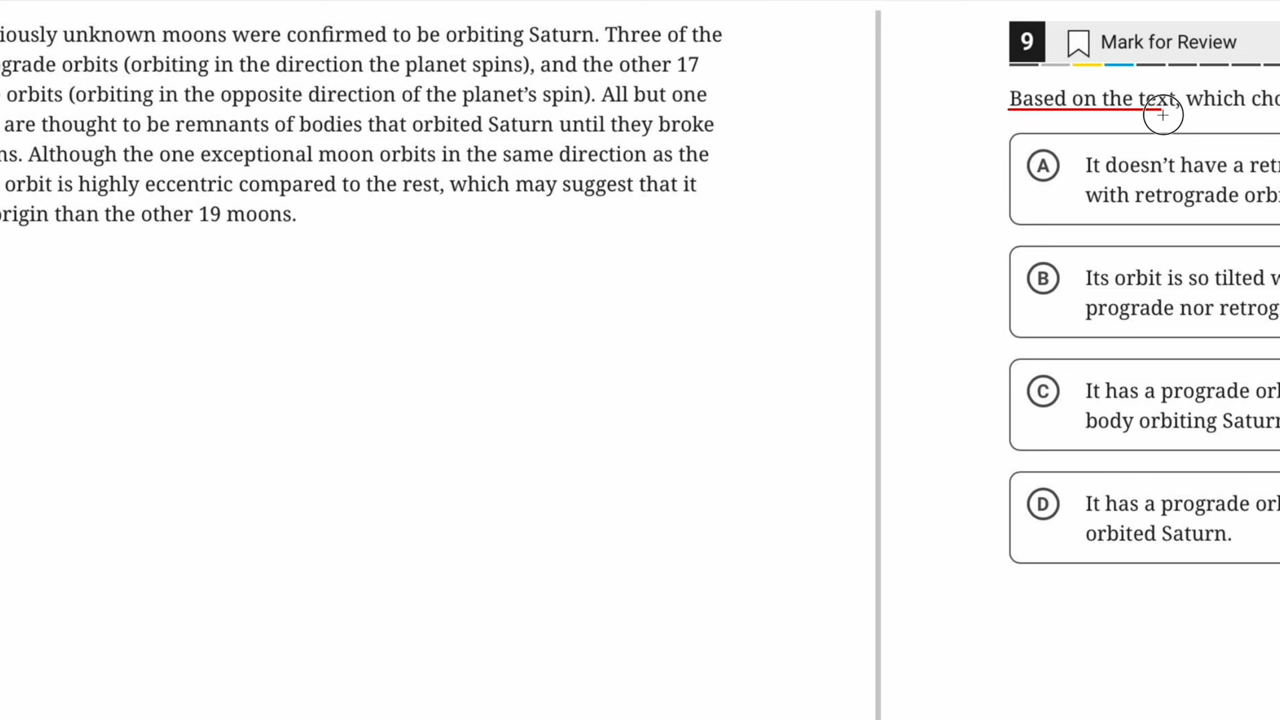 iously unknown moons were confirmed to be orbiting Saturn. Three of the
grade orbits (orbiting in the direction the planet spins), and the other 17
orbits (orbiting in the opposite direction of the planet’s spin). All but one
are thought to be remnants of bodies that orbited Saturn until they broke
ns. Although the one exceptional moon orbits in the same direction as the
orbit is highly eccentric compared to the rest, which may suggest that it
origin than the other 19 moons.
9 Mark for Review
Based on the text, which cho
A It doesn’t have a retr
with retrograde orbi
B Its orbit is so tilted w
prograde nor retrog
C It has a prograde orl
body orbiting Saturn
D It has a prograde orl
orbited Saturn.